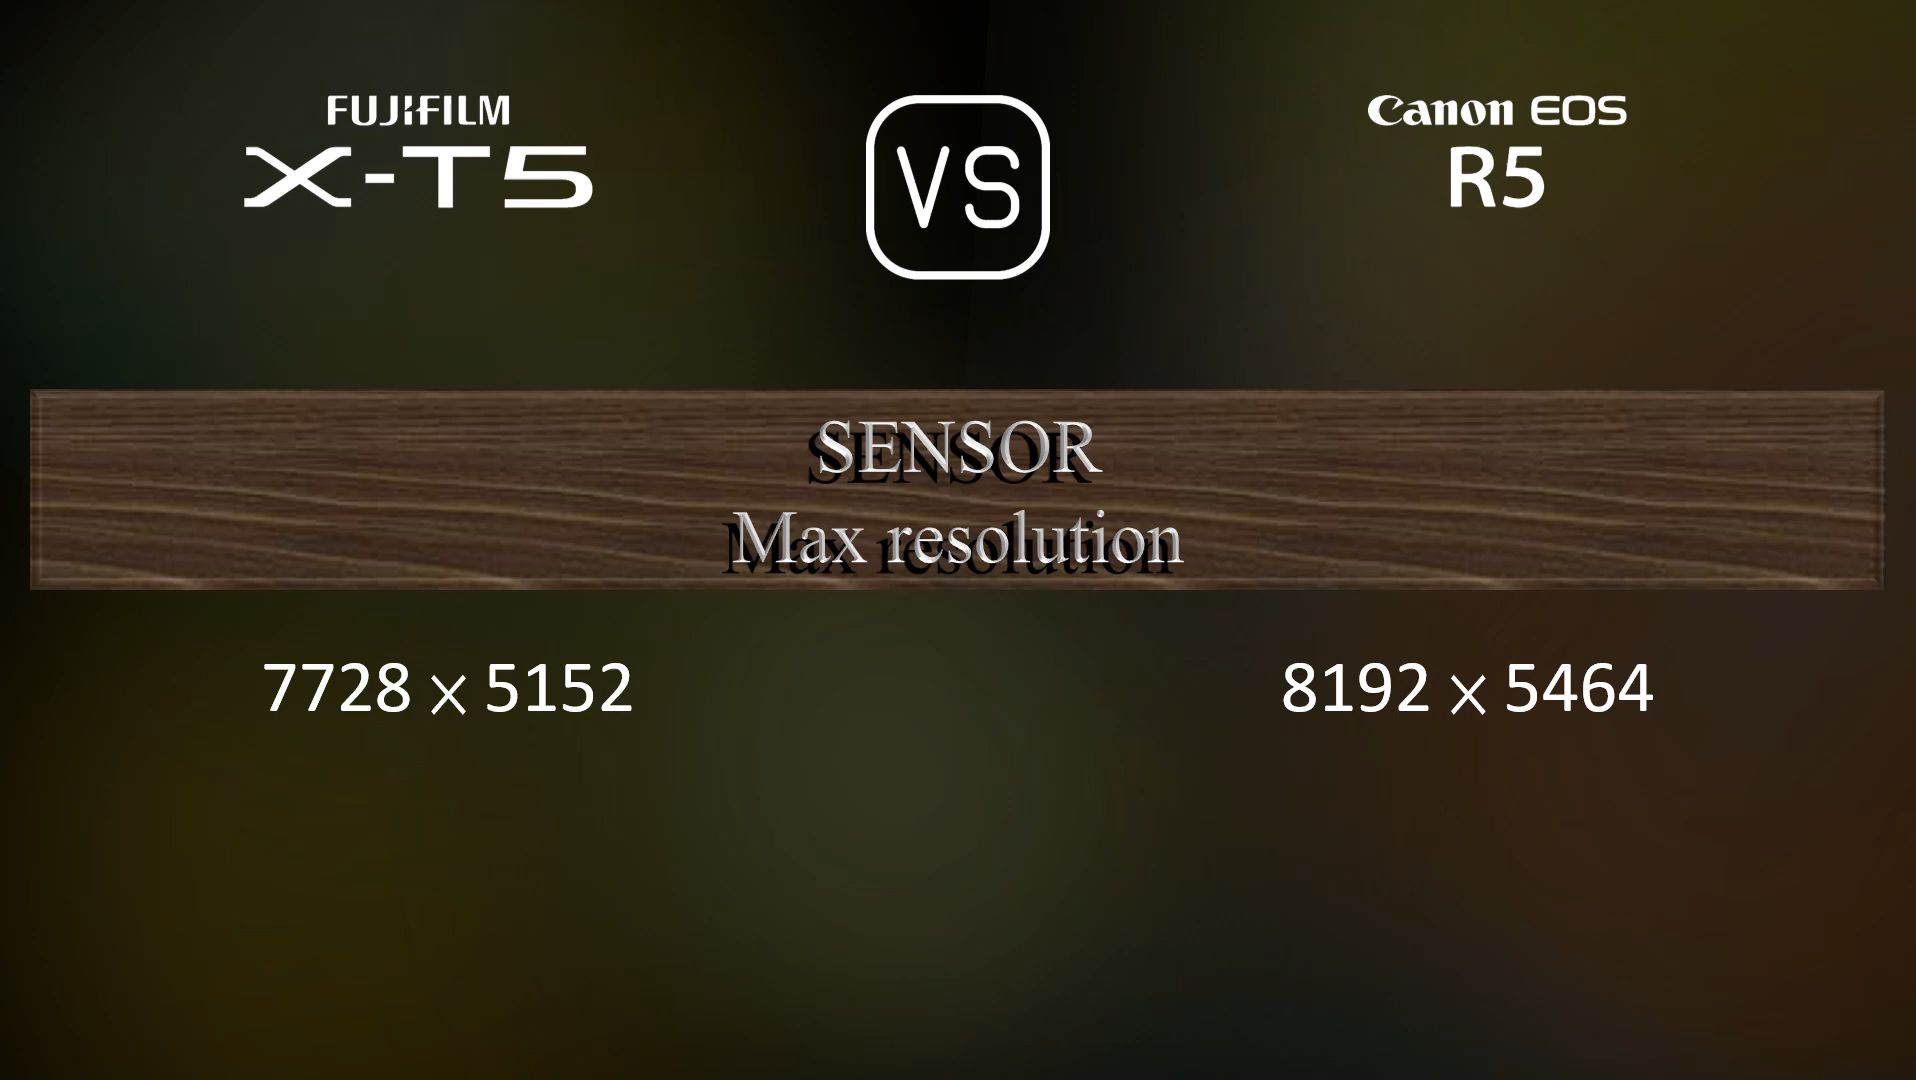 FUJIFILM
X-T5
VS
Canon EOS
R5
SENSOR
Max resolution
7728 x 5152
8192 x 5464